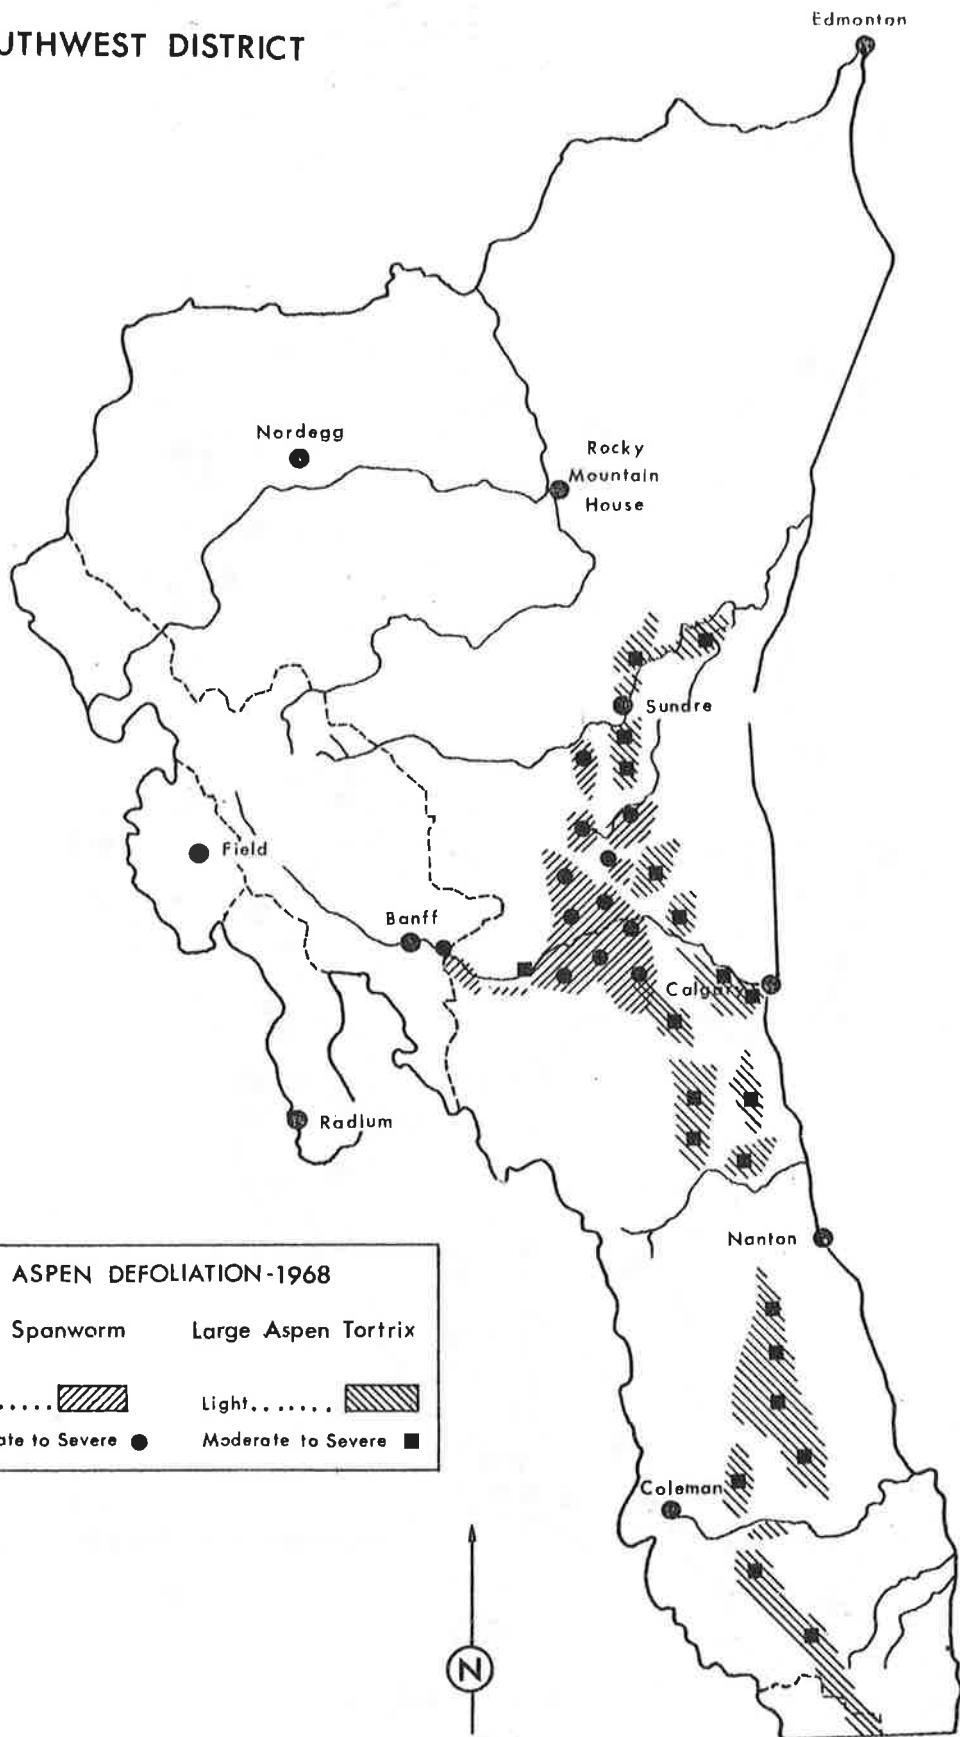 Edmonton
UTHWEST DISTRICT
Nordegg
Rocky
Mountain
House
Sundre
Field
Banff
Calgary
Radium
Nanton
ASPEN DEFOLIATION-1968
Spanworm Large Aspen Tortrix
..... Light.......
ate to Severe ● Moderate to Severe ■
Coleman
N